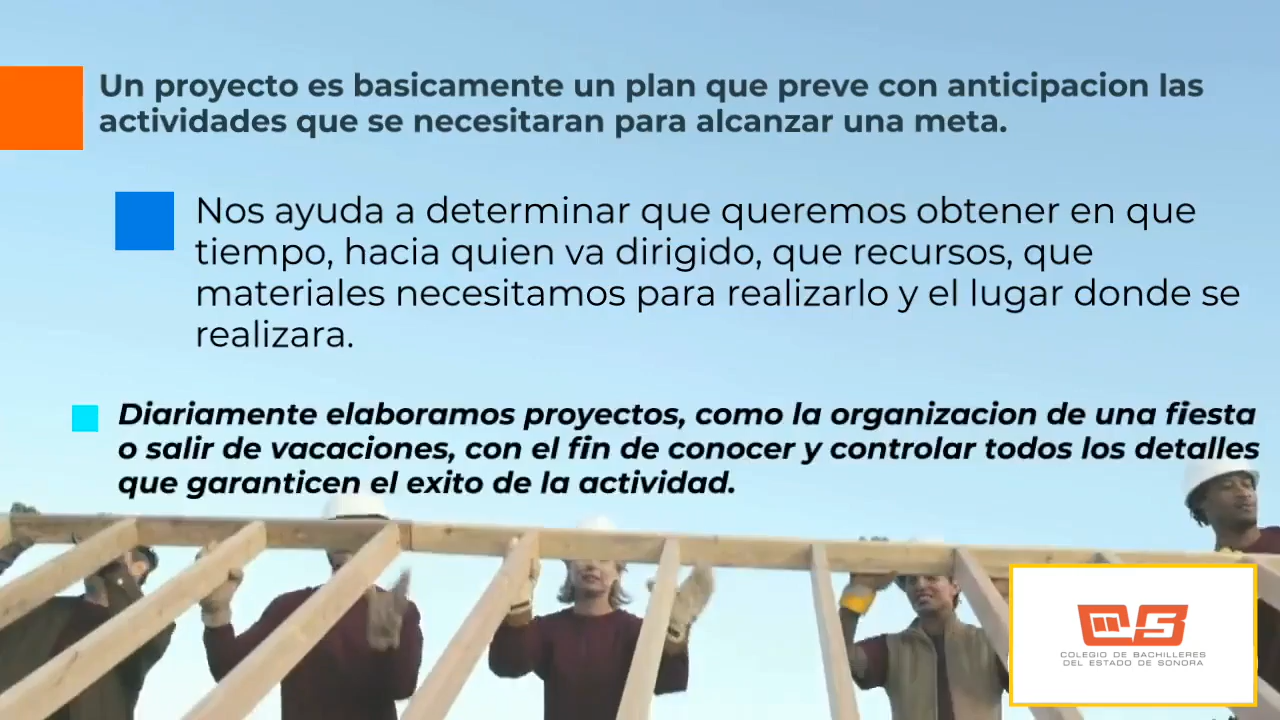 Un proyecto es basicamente un plan que preve con anticipacion las
actividades que se necesitaran para alcanzar una meta.
Nos ayuda a determinar que queremos obtener en que
tiempo, hacia quien va dirigido, que recursos, que
materiales necesitamos para realizarlo y el lugar donde se
realizara.
Diariamente elaboramos proyectos, como la organizacion de una fiesta
o salir de vacaciones, con el fin de conocer y controlar todos los detalles
que garanticen el exito de la actividad.
COLEGIO DE BACHILLERES
DEL ESTADO DE SONORA